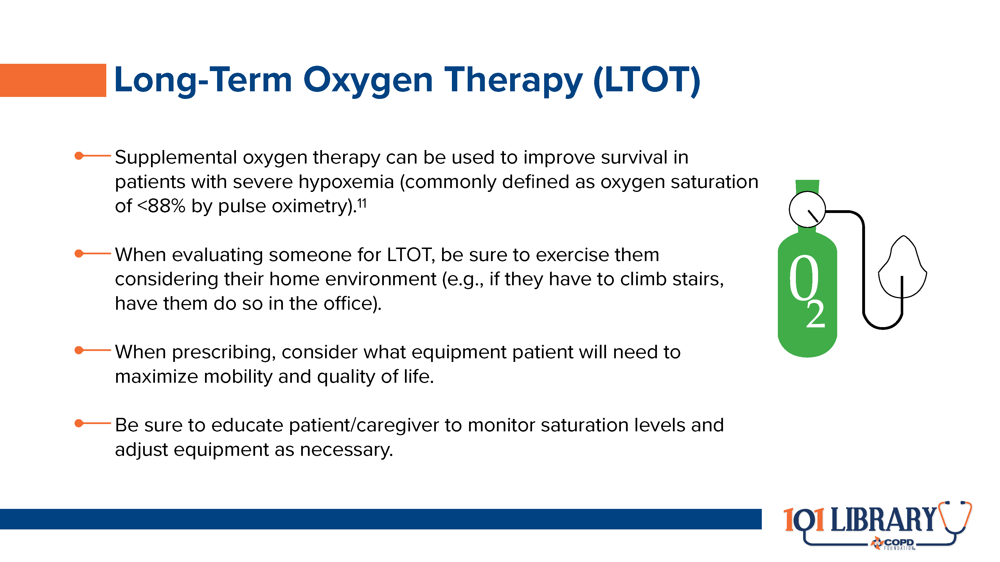 Long-Term Oxygen Therapy (LTOT)
Supplemental oxygen therapy can be used to improve survival in
patients with severe hypoxemia (commonly defined as oxygen saturation
of <88% by pulse oximetry).¹¹
When evaluating someone for LTOT, be sure to exercise them
considering their home environment (e.g., if they have to climb stairs,
have them do so in the office).
When prescribing, consider what equipment patient will need to
maximize mobility and quality of life.
Be sure to educate patient/caregiver to monitor saturation levels and
adjust equipment as necessary.
O
2
101 LIBRARY
COPD
FOUNDATION®